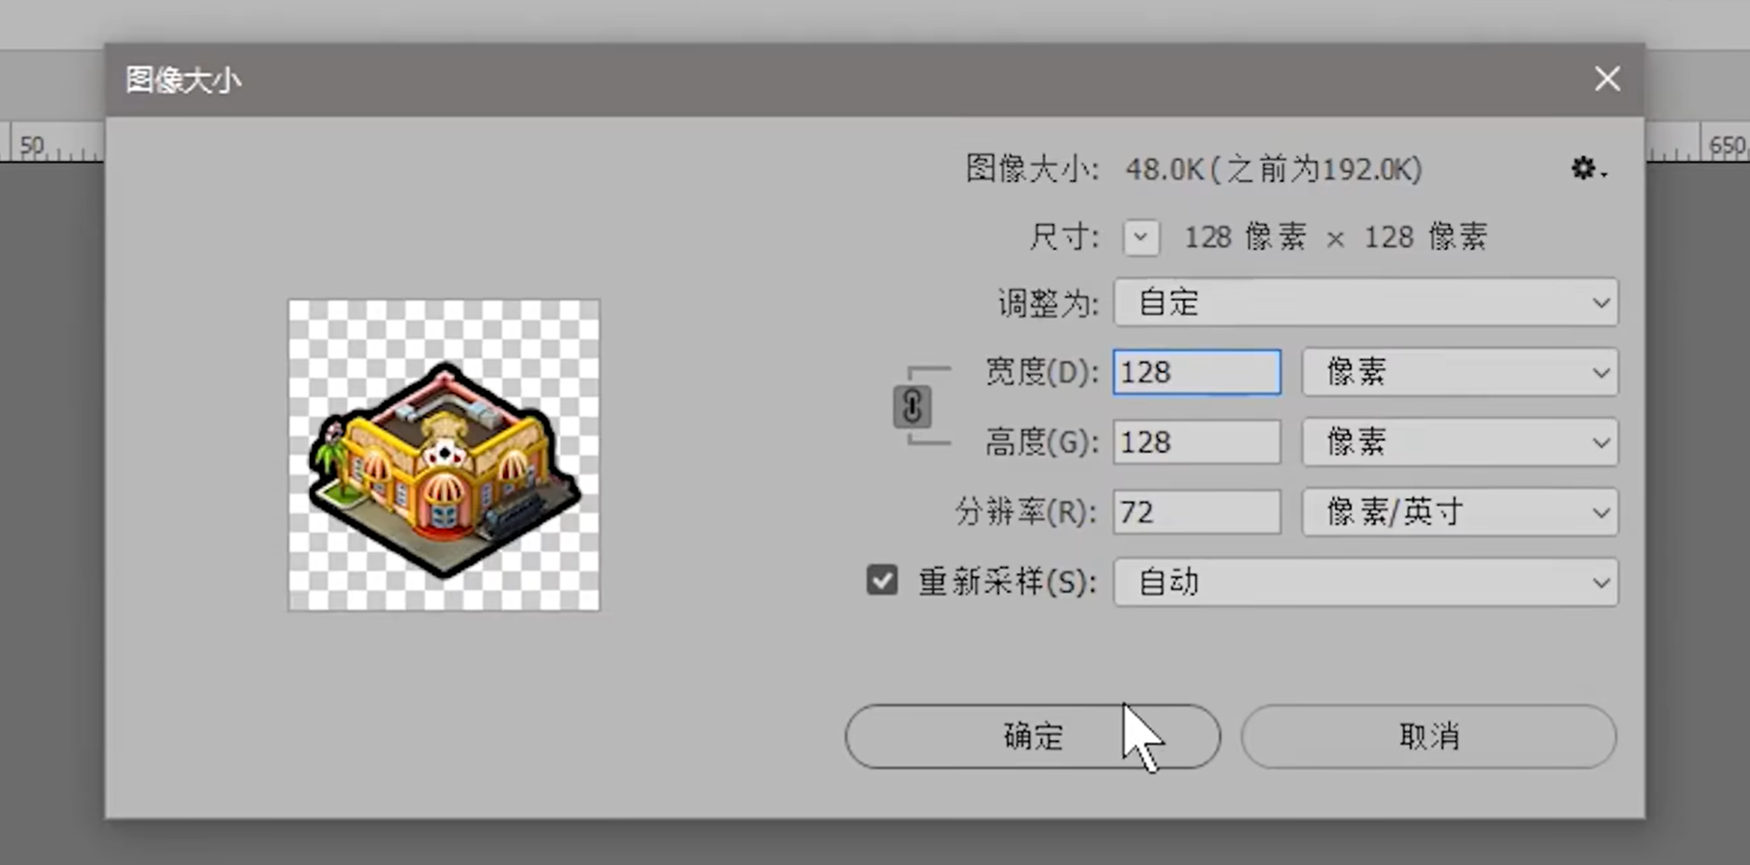 图像大小
50
650
图像大小: 48.0K(之前为192.0K)
尺寸: 128 像素 × 128 像素
调整为: 自定
宽度(D): 128 像素
高度(G): 128 像素
分辨率(R): 72 像素/英寸
重新采样(S): 自动
确定 取消